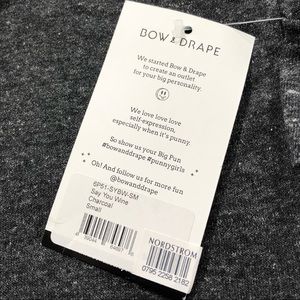 BOW & DRAPE
We started Bow & Drape
to create an outlet
for your big personality.
We love love love
self-expression,
especially when it's punny.
So show us your Big Pun
#bowanddrape #punnygirls
Oh! And follow us for more fun
@bowanddrape
6P51-SYBW-SM
Say You Wine
Charcoal
Small
NORDSTROM
0795 2258 2182